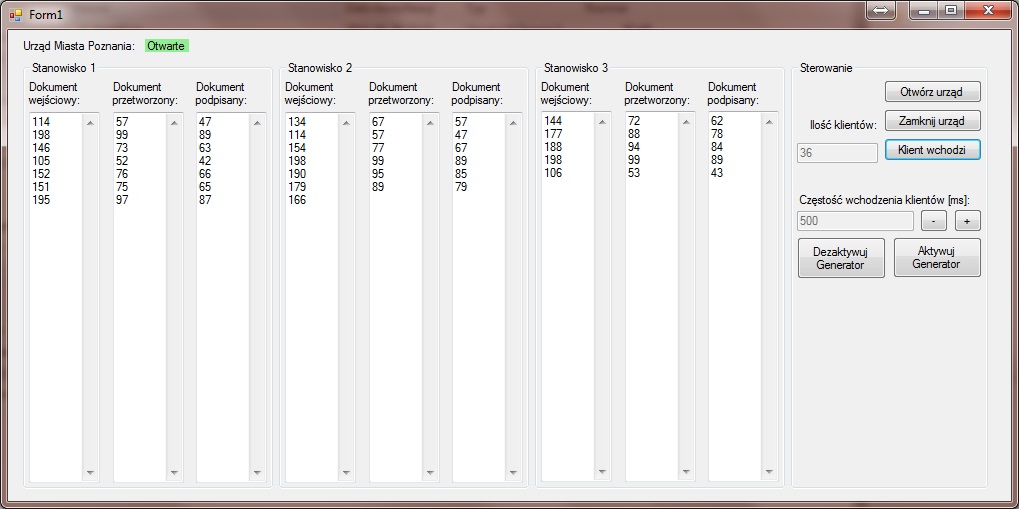 Form1
Urząd Miasta Poznania: Otwarte
Stanowisko 1
Dokument wejściowy:
114
198
146
105
152
151
195
Dokument przetworzony:
57
99
73
52
76
75
97
Dokument podpisany:
47
89
63
42
66
65
87
Stanowisko 2
Dokument wejściowy:
134
114
154
198
190
179
166
Dokument przetworzony:
67
57
77
99
95
89
Dokument podpisany:
57
47
67
89
85
79
Stanowisko 3
Dokument wejściowy:
144
177
188
198
106
Dokument przetworzony:
72
88
94
99
53
Dokument podpisany:
62
78
84
89
43
Sterowanie
Otwórz urząd
Ilość klientów:
Zamknij urząd
36
Klient wchodzi
Częstość wchodzenia klientów [ms]:
500
-
+
Dezaktywuj Generator
Aktywuj Generator